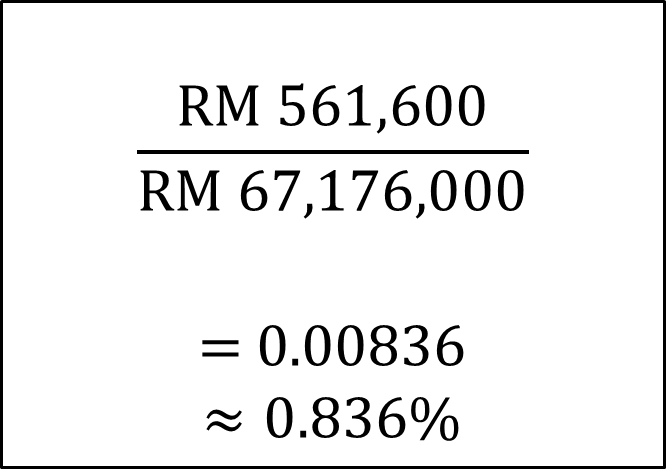 RM 561,600
RM 67,176,000
= 0.00836
≈ 0.836%